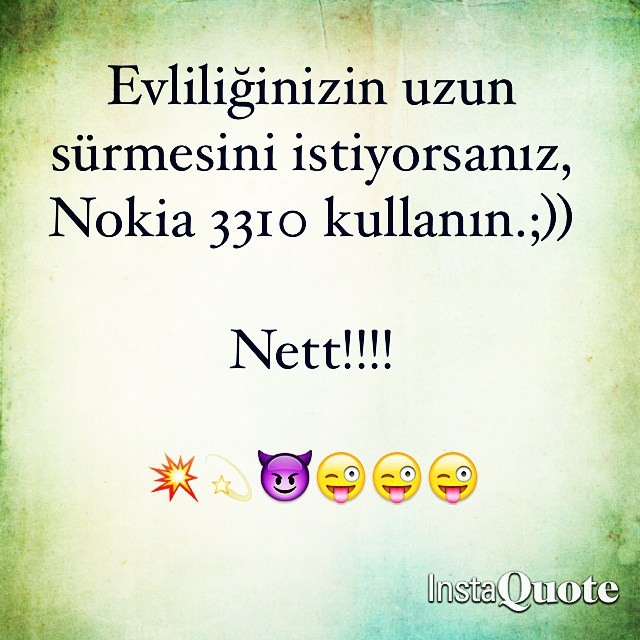 Evliliğinizin uzun
sürmesini istiyorsanız,
Nokia 3310 kullanın.;))
Nett!!!!
💥💫😈😜😜😜
InstaQuote